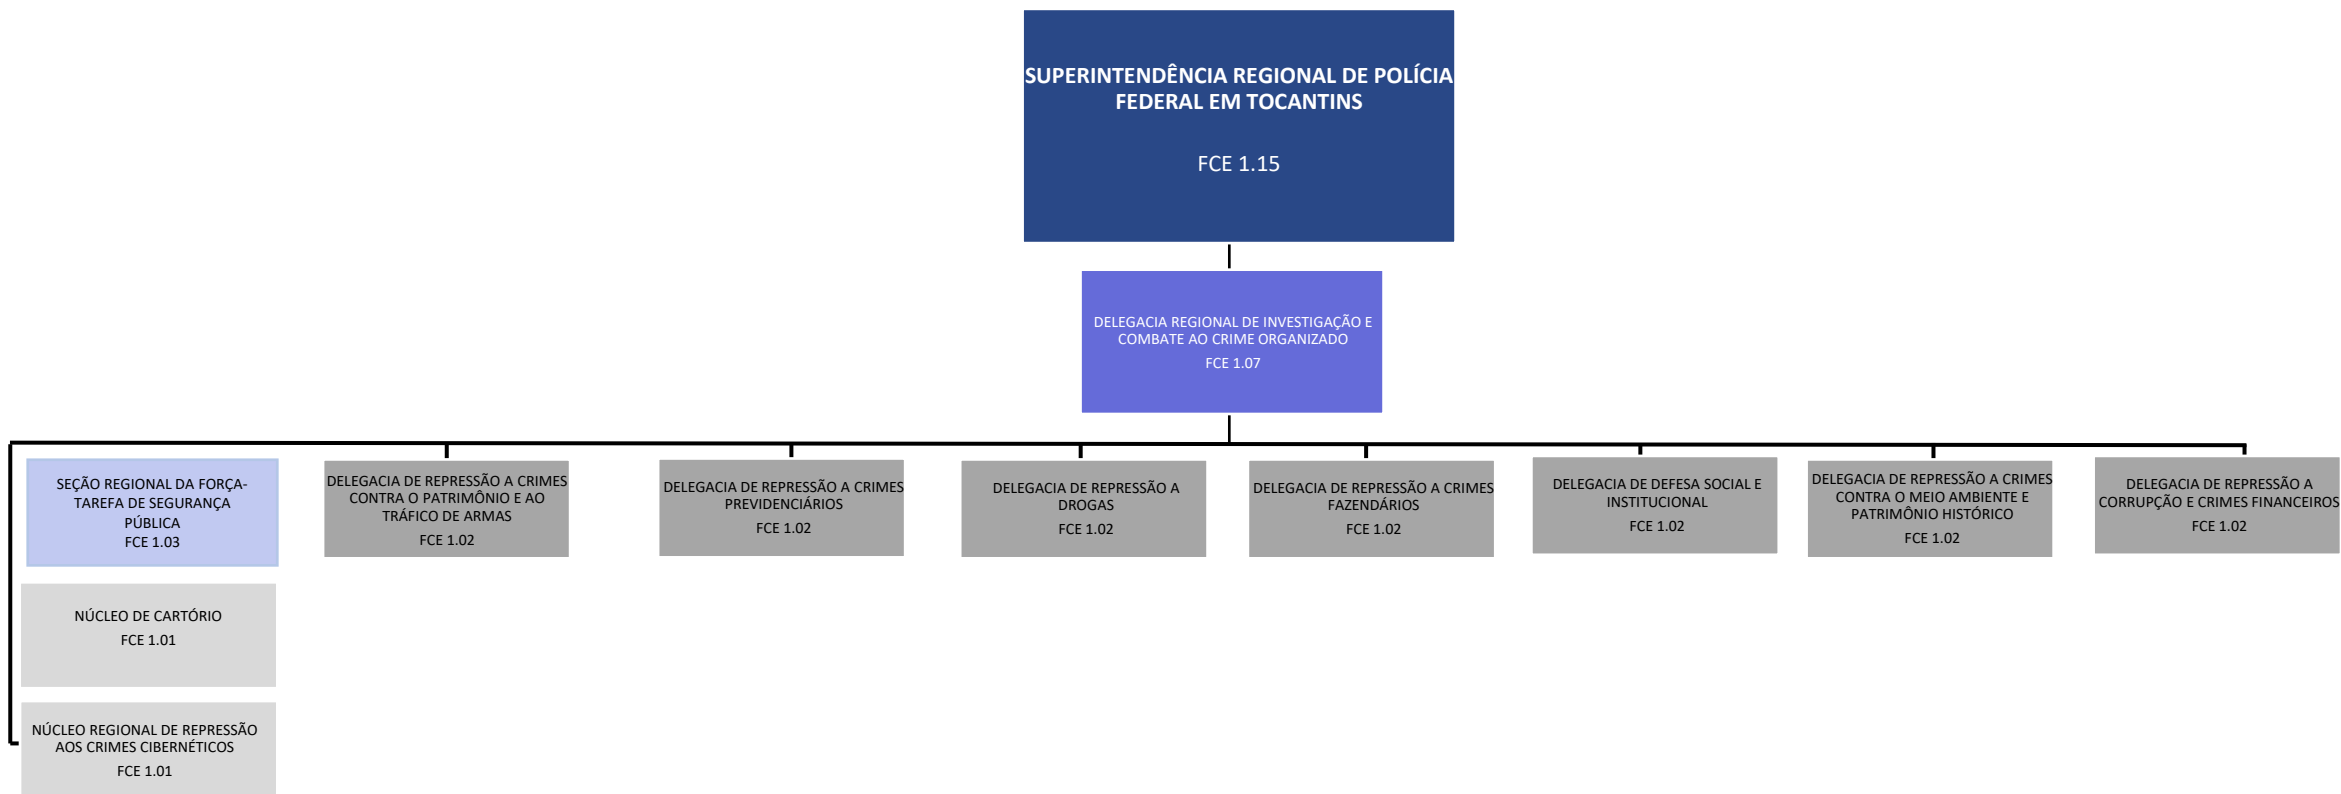 SUPERINTENDÊNCIA REGIONAL DE POLÍCIA
FEDERAL EM TOCANTINS
FCE 1.15
DELEGACIA REGIONAL DE INVESTIGAÇÃO E
COMBATE AO CRIME ORGANIZADO
FCE 1.07
SEÇÃO REGIONAL DA FORÇA-
TAREFA DE SEGURANÇA
PÚBLICA
FCE 1.03
DELEGACIA DE REPRESSÃO A CRIMES
CONTRA O PATRIMÔNIO E AO
TRÁFICO DE ARMAS
FCE 1.02
DELEGACIA DE REPRESSÃO A CRIMES
PREVIDENCIÁRIOS
FCE 1.02
DELEGACIA DE REPRESSÃO A
DROGAS
FCE 1.02
DELEGACIA DE REPRESSÃO A CRIMES
FAZENDÁRIOS
FCE 1.02
DELEGACIA DE DEFESA SOCIAL E
INSTITUCIONAL
FCE 1.02
DELEGACIA DE REPRESSÃO A CRIMES
CONTRA O MEIO AMBIENTE E
PATRIMÔNIO HISTÓRICO
FCE 1.02
DELEGACIA DE REPRESSÃO A
CORRUPÇÃO E CRIMES FINANCEIROS
FCE 1.02
NÚCLEO DE CARTÓRIO
FCE 1.01
NÚCLEO REGIONAL DE REPRESSÃO
AOS CRIMES CIBERNÉTICOS
FCE 1.01